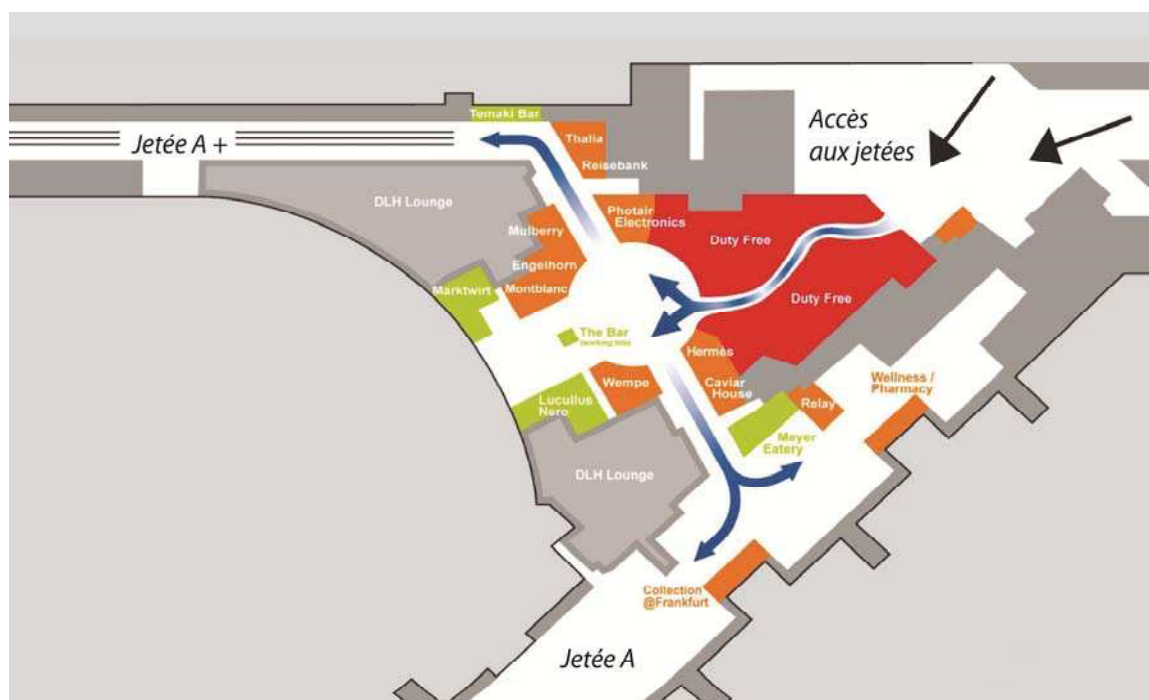 Temaki Bar
Jetée A +
Thalia
Reisebank
Accès
aux jetées
DLH Lounge
Photair
Electronics
Mulberry
Duty Free
Engelhorn
Marktwirt
Montblanc
Duty Free
The Bar
Hermès
Wempe
Caviar
House
Wellness /
Pharmacy
Lucullus
Nero
Relay
Meyer
Eatery
DLH Lounge
Collection
@Frankfurt
Jetée A